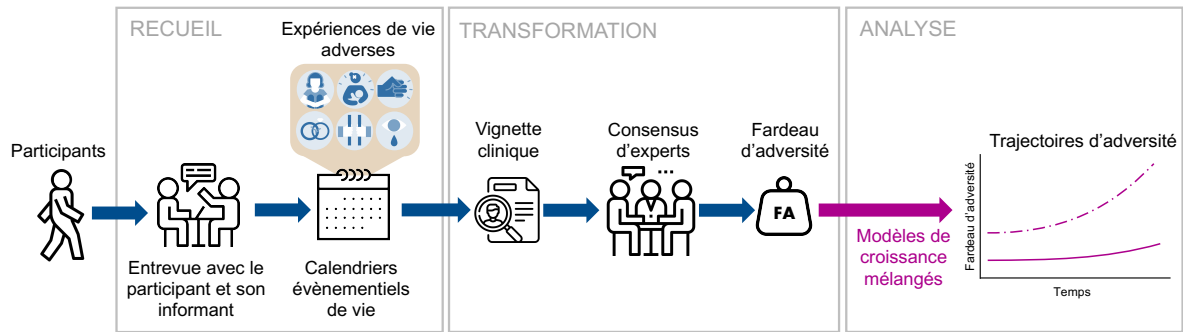 RECUEIL
Expériences de vie
adverses
Participants
Entrevue avec le
participant et son
informant
Calendriers
évènementiels
de vie
TRANSFORMATION
Vignette
clinique
Consensus
d'experts
...
Fardeau
d'adversité
FA
ANALYSE
Modèles de
croissance
mélangés
Trajectoires d'adversité
Fardeau d'adversité
Temps